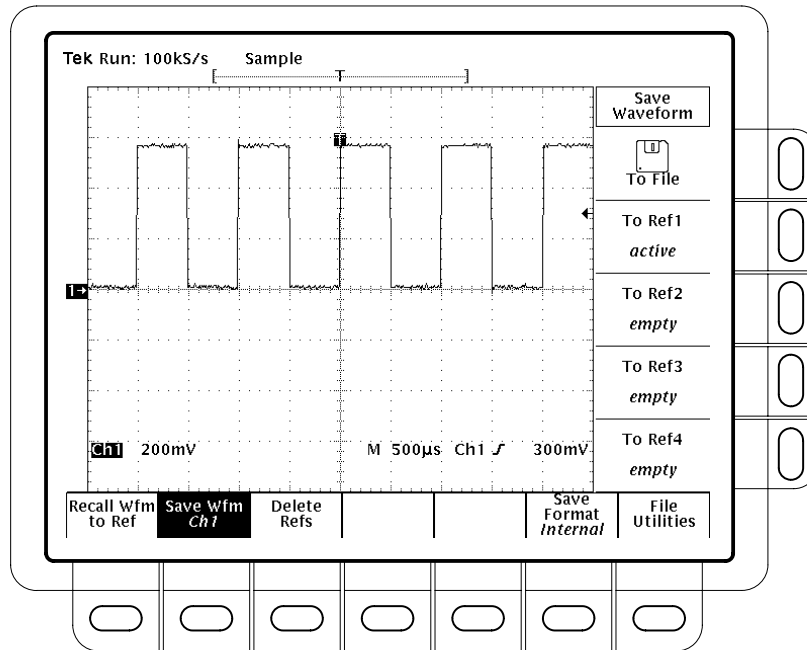 Tek Run: 100kS/s Sample
[ T ]
Save
Waveform
To File
T
To Ref1
active
1→
To Ref2
empty
To Ref3
empty
To Ref4
empty
Ch1 200mV M 500µs Ch1 300mV
Recall Wfm
to Ref
Save Wfm
Ch1
Delete
Refs
Save
Format
Internal
File
Utilities